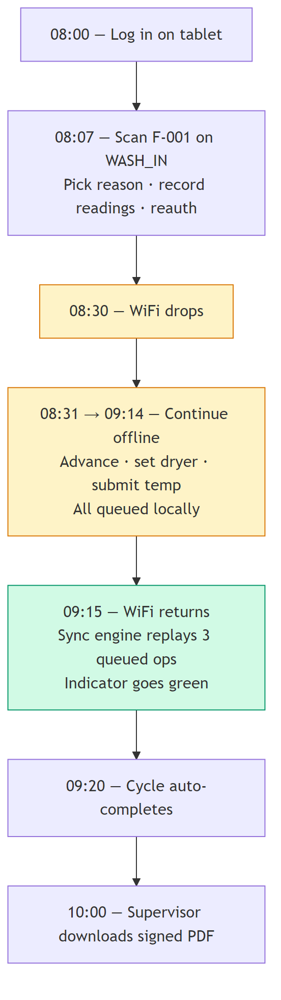 08:00 — Log in on tablet
08:07 — Scan F-001 on
WASH_IN
Pick reason · record
readings · reauth
08:30 — WiFi drops
08:31 → 09:14 — Continue
offline
Advance · set dryer ·
submit temp
All queued locally
09:15 — WiFi returns
Sync engine replays 3
queued ops
Indicator goes green
09:20 — Cycle auto-
completes
10:00 — Supervisor
downloads signed PDF